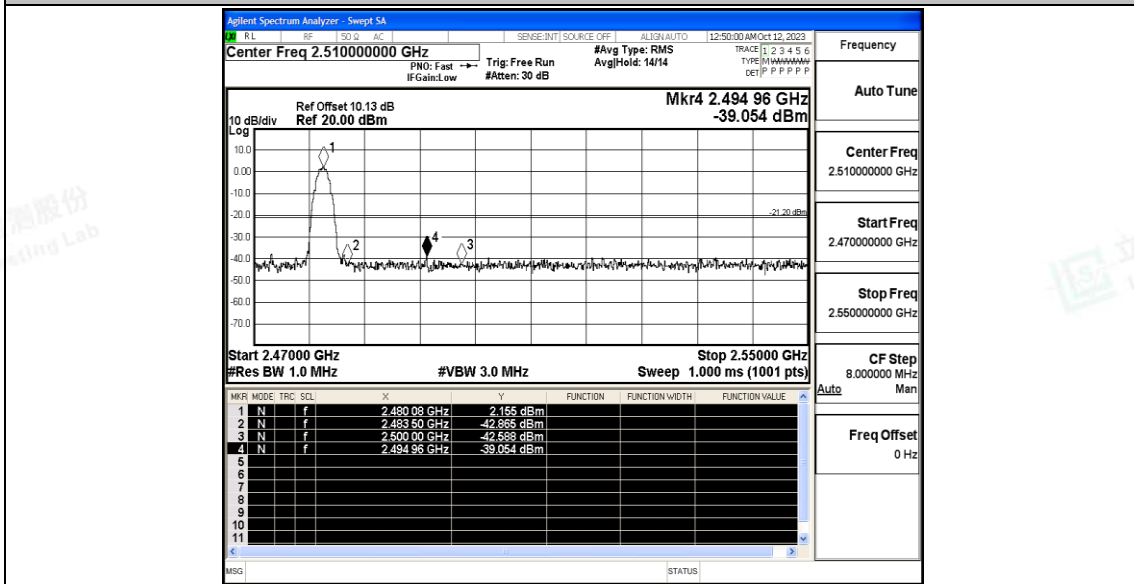 Agilent Spectrum Analyzer - Swept SA
RL RF 50 Ω AC SENSE:INT SOURCE OFF ALIGN AUTO 12:50:00 AM Oct 12, 2023
Center Freq 2.510000000 GHz
PNO: Fast
IFGain:Low
Trig: Free Run
#Atten: 30 dB
#Avg Type: RMS
Avg|Hold: 14/14
TRACE 1 2 3 4 5 6
TYPE M WWWWW
DET P P P P P P
Ref Offset 10.13 dB
10 dB/div Ref 20.00 dBm
Log
Mkr4 2.494 96 GHz
-39.054 dBm
10.0
0.00
-10.0
-20.0
-30.0
-40.0
-50.0
-60.0
-70.0
1
2
4
3
-21.20 dBm
Start 2.47000 GHz Stop 2.55000 GHz
#Res BW 1.0 MHz #VBW 3.0 MHz Sweep 1.000 ms (1001 pts)
MKR MODE TRC SCL X Y FUNCTION FUNCTION WIDTH FUNCTION VALUE
1 N f 2.480 08 GHz 2.155 dBm
2 N f 2.483 50 GHz -42.865 dBm
3 N f 2.500 00 GHz -42.588 dBm
4 N f 2.494 96 GHz -39.054 dBm
5
6
7
8
9
10
11
MSG STATUS
Frequency
Auto Tune
Center Freq
2.510000000 GHz
Start Freq
2.470000000 GHz
Stop Freq
2.550000000 GHz
CF Step
8.000000 MHz
Auto Man
Freq Offset
0 Hz
股份
Lab